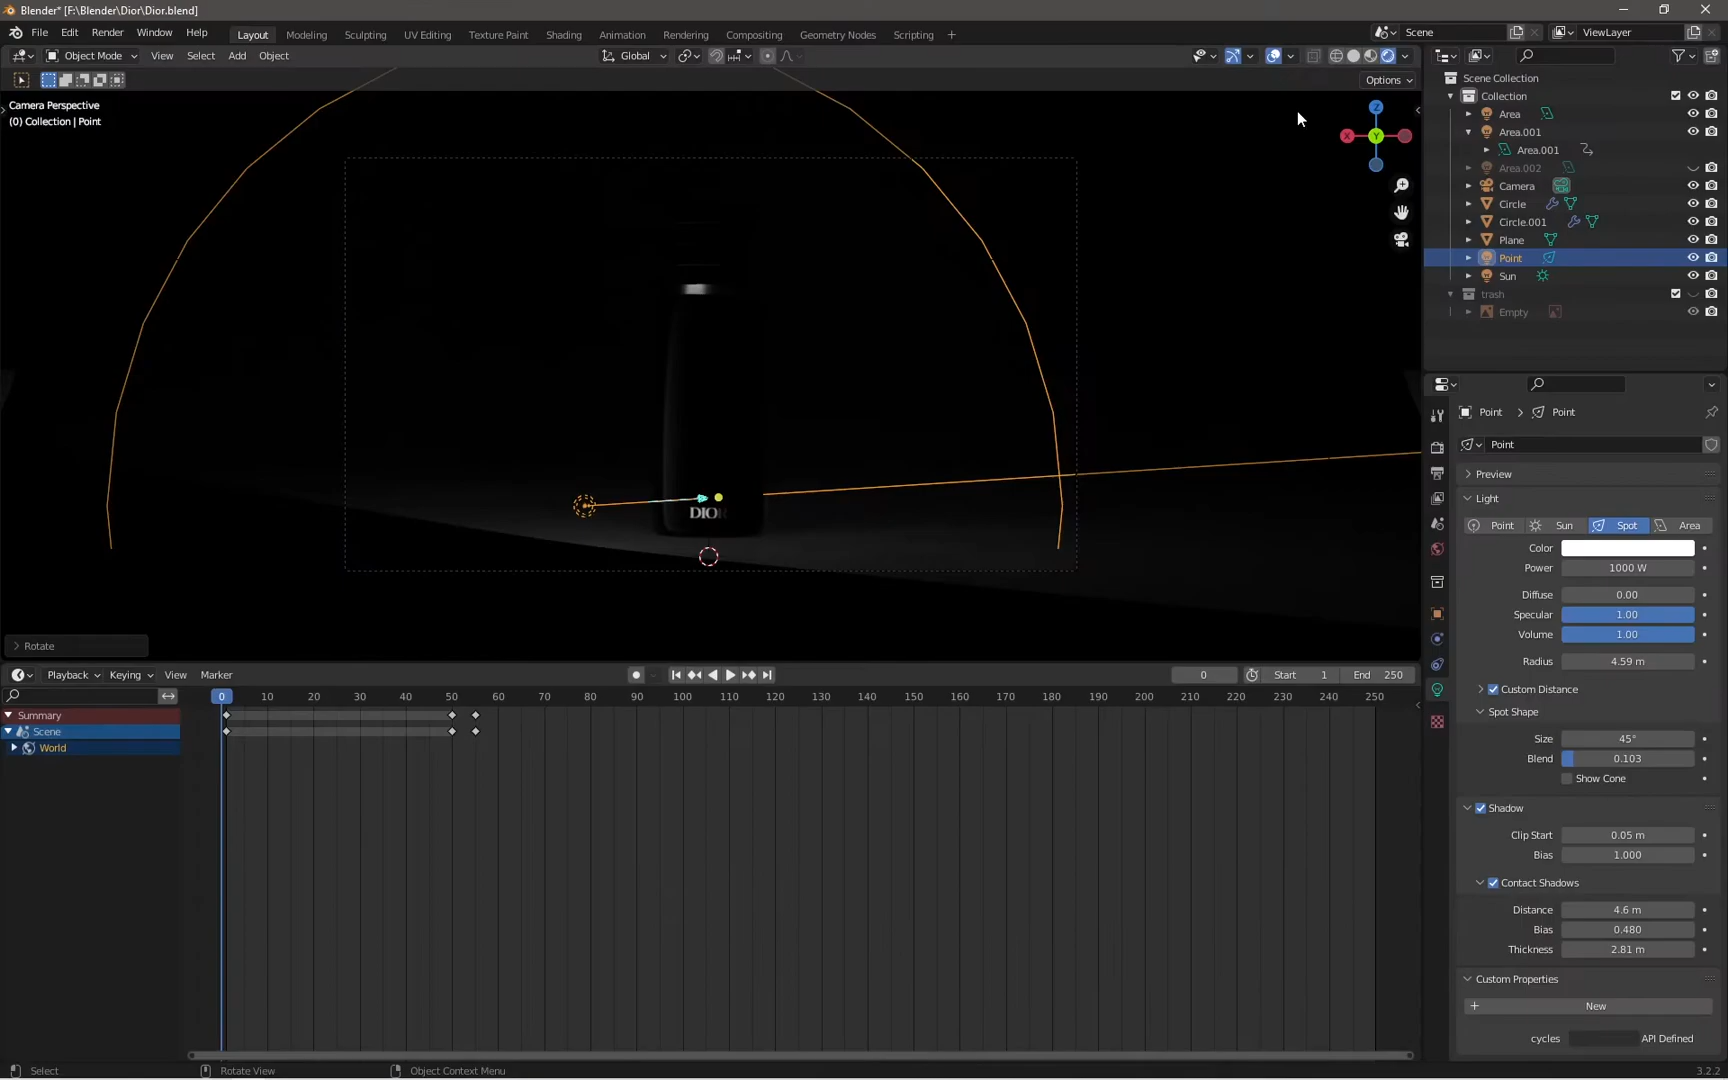 Blender* [F:\Blender\Dior\Dior.blend]
File Edit Render Window Help Layout Modeling Sculpting UV Editing Texture Paint Shading Animation Rendering Compositing Geometry Nodes Scripting + Scene ViewLayer
Object Mode View Select Add Object Global
Options
Camera Perspective
(0) Collection | Point
X Y Z
DIOR
Rotate
Scene Collection
Collection
Area
Area.001
Area.001
Area.002
Camera
Circle
Circle.001
Plane
Point
Sun
trash
Empty
Point > Point
Point
Preview
Light
Point Sun Spot Area
Color
Power 1000 W
Diffuse 0.00
Specular 1.00
Volume 1.00
Radius 4.59 m
Custom Distance
Spot Shape
Size 45°
Blend 0.103
Show Cone
Shadow
Clip Start 0.05 m
Bias 1.000
Contact Shadows
Distance 4.6 m
Bias 0.480
Thickness 2.81 m
Custom Properties
+ New
cycles API Defined
Playback Keying View Marker 0 Start 1 End 250
0 10 20 30 40 50 60 70 80 90 100 110 120 130 140 150 160 170 180 190 200 210 220 230 240 250
Summary
Scene
World
Select Rotate View Object Context Menu 3.2.2